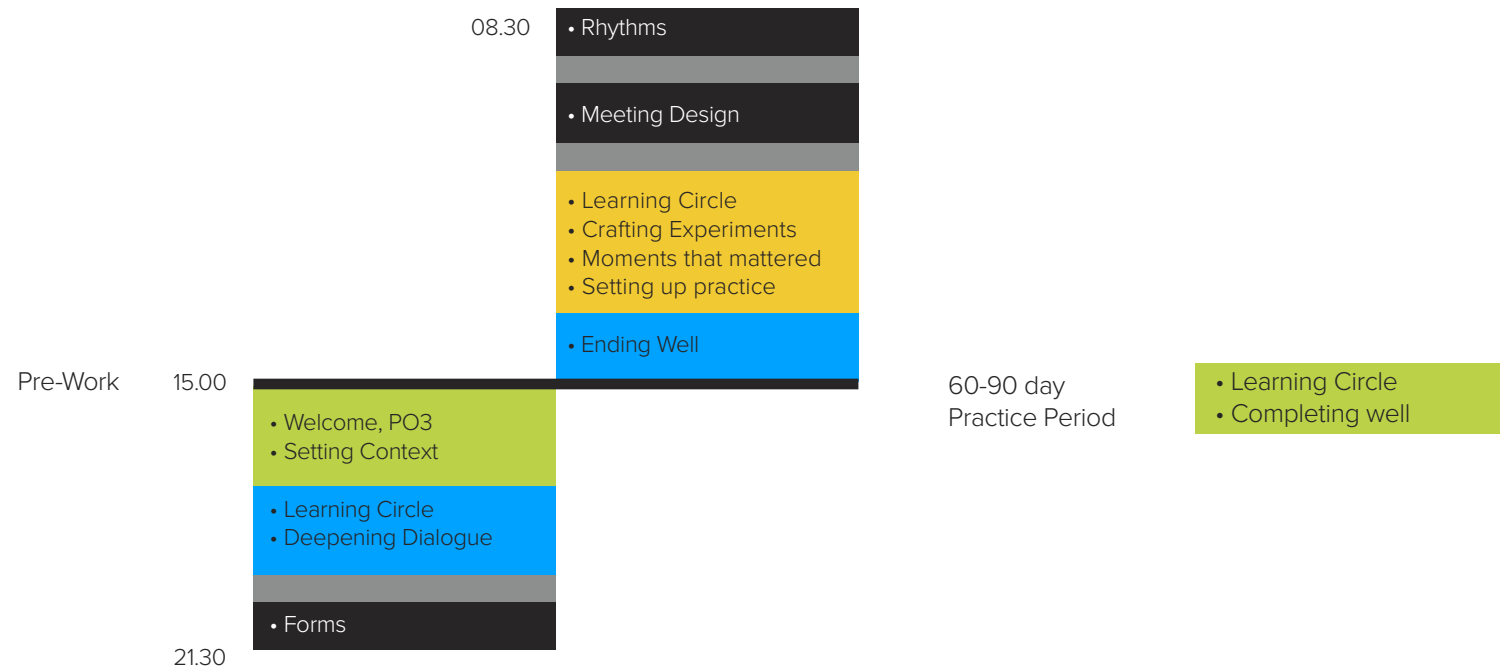 08.30
• Rhythms
• Meeting Design
• Learning Circle
• Crafting Experiments
• Moments that mattered
• Setting up practice
• Ending Well
Pre-Work
15.00
• Welcome, PO3
• Setting Context
• Learning Circle
• Deepening Dialogue
• Forms
21.30
60-90 day
Practice Period
• Learning Circle
• Completing well